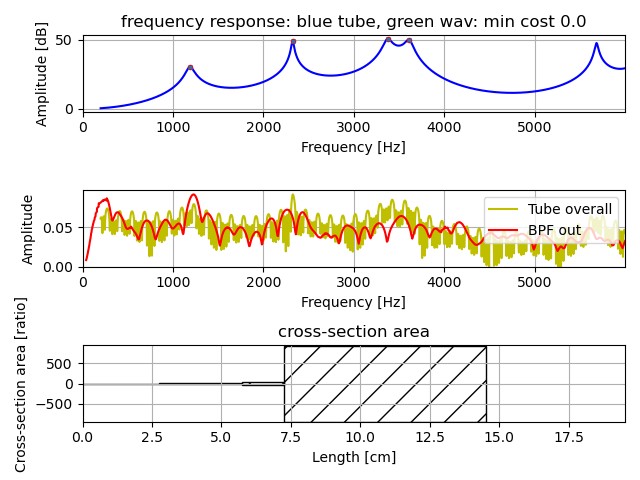 frequency response: blue tube, green wav: min cost 0.0
Amplitude [dB]
50
0
0
1000
2000
3000
4000
5000
Frequency [Hz]
Amplitude
0.05
0.00
Tube overall
BPF out
0
1000
2000
3000
4000
5000
Frequency [Hz]
cross-section area
Cross-section area [ratio]
500
0
−500
0.0
2.5
5.0
7.5
10.0
12.5
15.0
17.5
Length [cm]